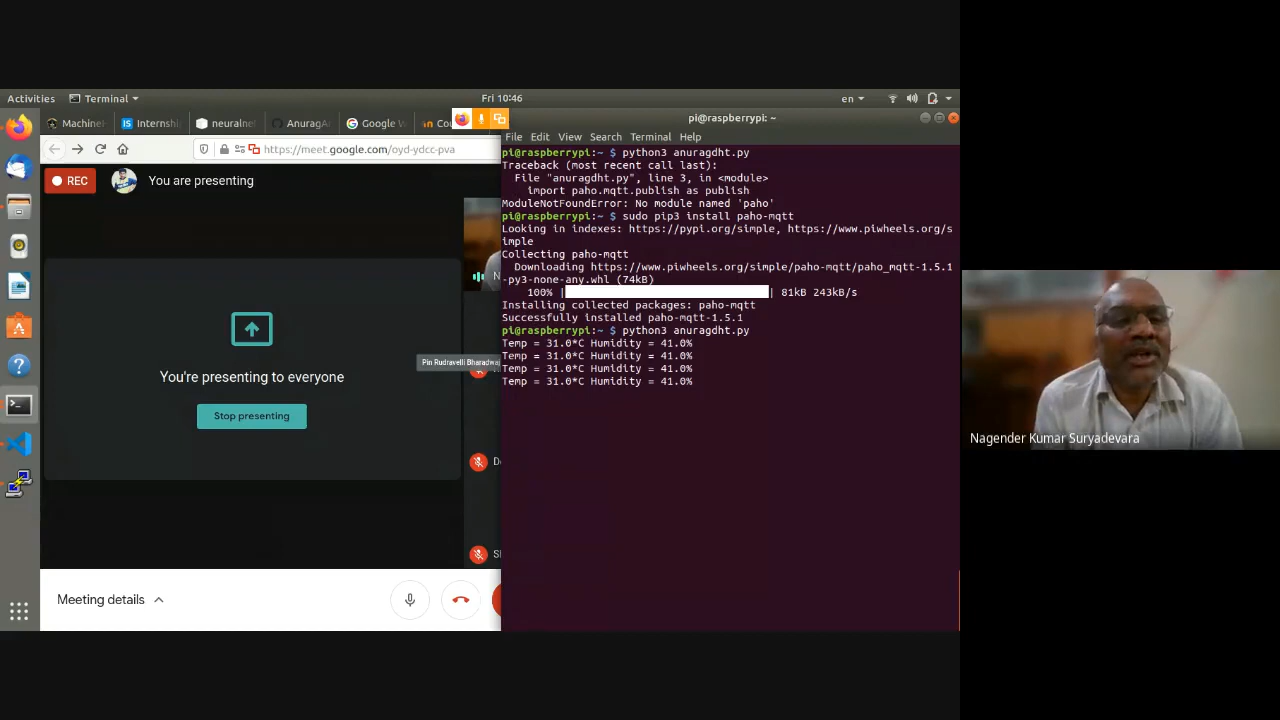 Activities
Terminal
Fri 10:46
en
Machine
Internshi
neuralne
AnuragA
Google W
Cou
pi@raspberrypi: ~
https://meet.google.com/oyd-ydcc-pva
File Edit View Search Terminal Help
REC
You are presenting
You're presenting to everyone
Stop presenting
Pin Rudravelli Bharadwaj
N
De
Sh
Meeting details
pi@raspberrypi:~ $ python3 anuragdht.py
Traceback (most recent call last):
File "anuragdht.py", line 3, in <module>
import paho.mqtt.publish as publish
ModuleNotFoundError: No module named 'paho'
pi@raspberrypi:~ $ sudo pip3 install paho-mqtt
Looking in indexes: https://pypi.org/simple, https://www.piwheels.org/s
imple
Collecting paho-mqtt
Downloading https://www.piwheels.org/simple/paho-mqtt/paho_mqtt-1.5.1
-py3-none-any.whl (74kB)
100% | | 81kB 243kB/s
Installing collected packages: paho-mqtt
Successfully installed paho-mqtt-1.5.1
pi@raspberrypi:~ $ python3 anuragdht.py
Temp = 31.0*C Humidity = 41.0%
Temp = 31.0*C Humidity = 41.0%
Temp = 31.0*C Humidity = 41.0%
Temp = 31.0*C Humidity = 41.0%
Nagender Kumar Suryadevara